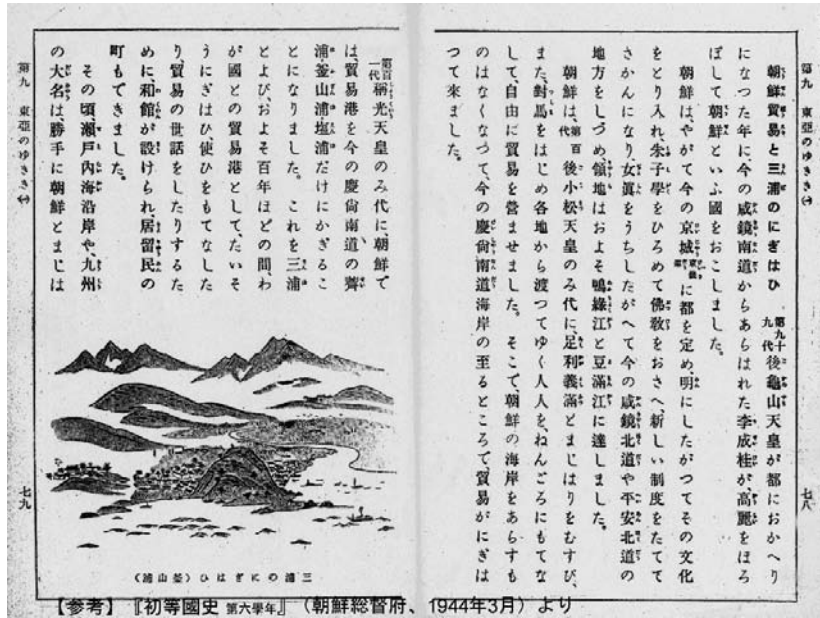 第九 東亞のゆきき(一) 七八
朝鮮貿易と三浦のにぎはひ 第九十九代後龜山天皇が都におかへり
になつた年に、今の咸鏡南道からあらはれた李成桂が、高麗をほろ
ぼして朝鮮といふ國をおこしました。
朝鮮は、やがて今の京城に都を定め、明にしたがつてその文化
をとり入れ、朱子學をひろめて佛敎をおさへ、新しい制度をたてて
さかんになり、女眞をうちしたがへて今の咸鏡北道や平安北道の
地方をしづめ、領地はおよそ鴨綠江と豆滿江に達しました。
朝鮮は、第百代後小松天皇のみ代に、足利義滿とまじはりをむすび、
また、對馬をはじめ各地から渡つてゆく人人を、ねんごろにもてな
して、自由に貿易を營ませました。そこで、朝鮮の海岸をあらすも
のはなくなつて、今の慶尙南道海岸の至るところで貿易がにぎは
つて來ました。
第百一代稱光天皇のみ代に、朝鮮で
は、貿易港を今の慶尙南道の薺
浦・釜山浦・塩浦だけにかぎるこ
とになりました。これを三浦
とよび、およそ百年ほどの間、わ
が國との貿易港として、たいそ
うにぎはひ、使ひをもてなした
り、貿易の世話をしたりするた
めに、和館が設けられ、居留民の
町もできました。
その頃瀨戸內海沿岸や、九州
の大名は勝手に朝鮮とまじは
三浦のにぎはひ(釜山浦)
第九 東亞のゆきき(一) 七九
【参考】『初等國史 第六學年』(朝鮮総督府、1944年3月)より